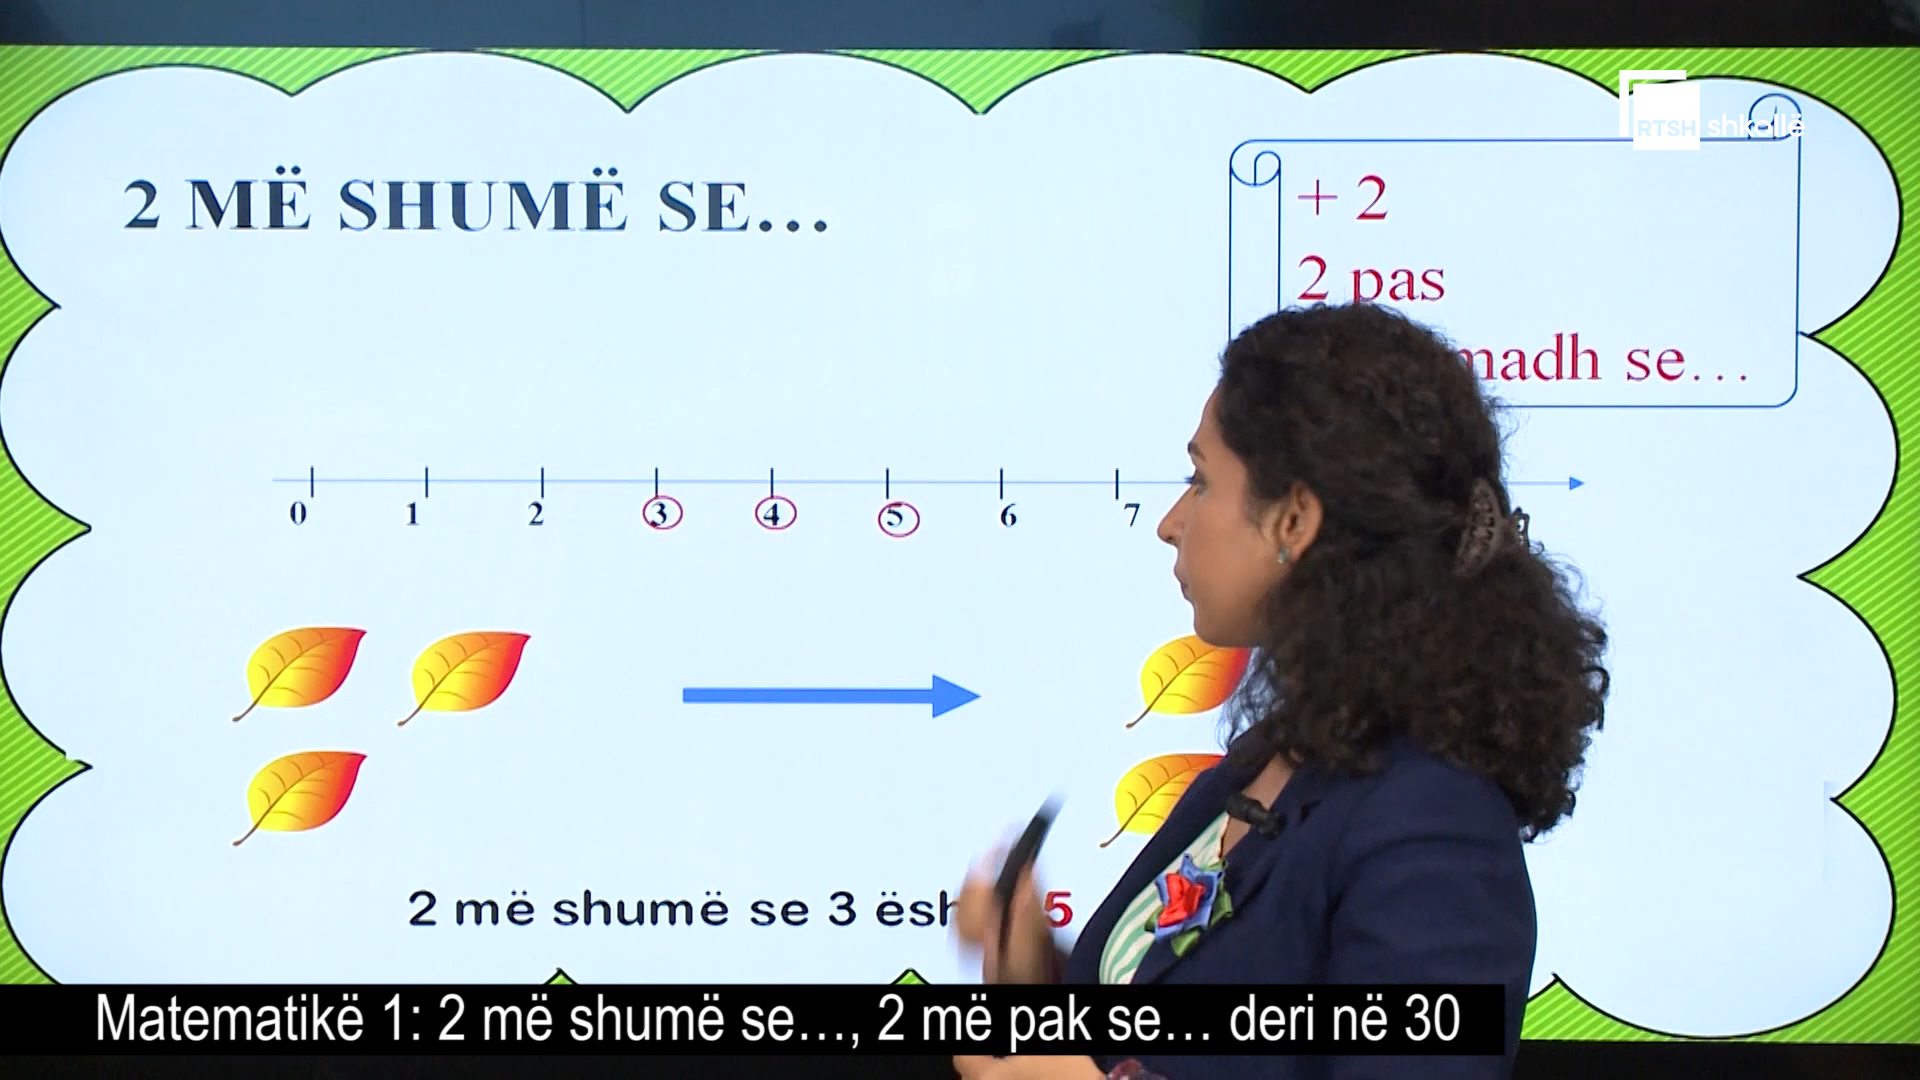 RTSH shkollë
2 MË SHUMË SE...
+ 2
2 pas
madh se...
0 1 2 3 4 5 6 7
2 më shumë se 3 5
Matematikë 1: 2 më shumë se..., 2 më pak se... deri në 30